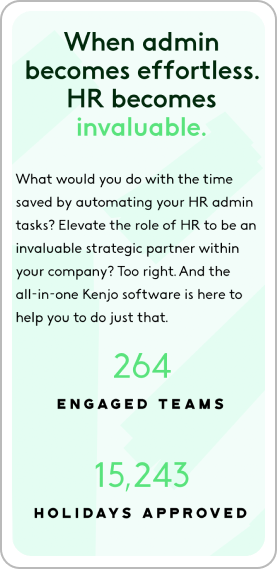 When admin
becomes effortless.
HR becomes
invaluable.
What would you do with the time
saved by automating your HR admin
tasks? Elevate the role of HR to be an
invaluable strategic partner within
your company? Too right. And the
all-in-one Kenjo software is here to
help you to do just that.
264
ENGAGED TEAMS
15,243
HOLIDAYS APPROVED